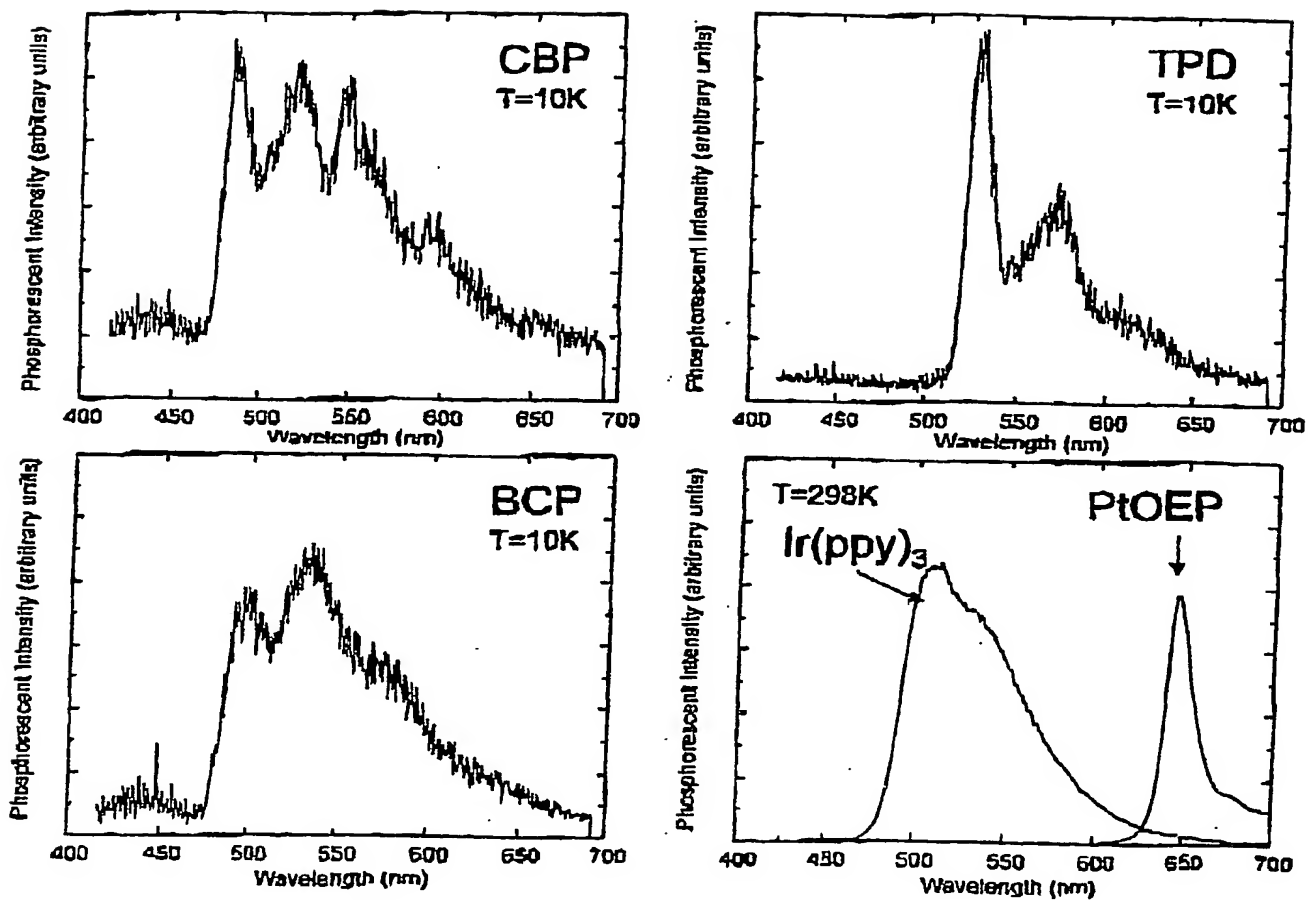 Phosphorescent Intensity (arbitrary units)
CBP
T=10K
400 450 500 550 600 650 700
Wavelength (nm)
Phosphorescent Intensity (arbitrary units)
TPD
T=10K
400 450 500 550 600 650 700
Wavelength (nm)
Phosphorescent Intensity (arbitrary units)
BCP
T=10K
400 450 500 550 600 650 700
Wavelength (nm)
Phosphorescent Intensity (arbitrary units)
T=298K
PtOEP
Ir(ppy)₃
400 450 500 550 600 650 700
Wavelength (nm)